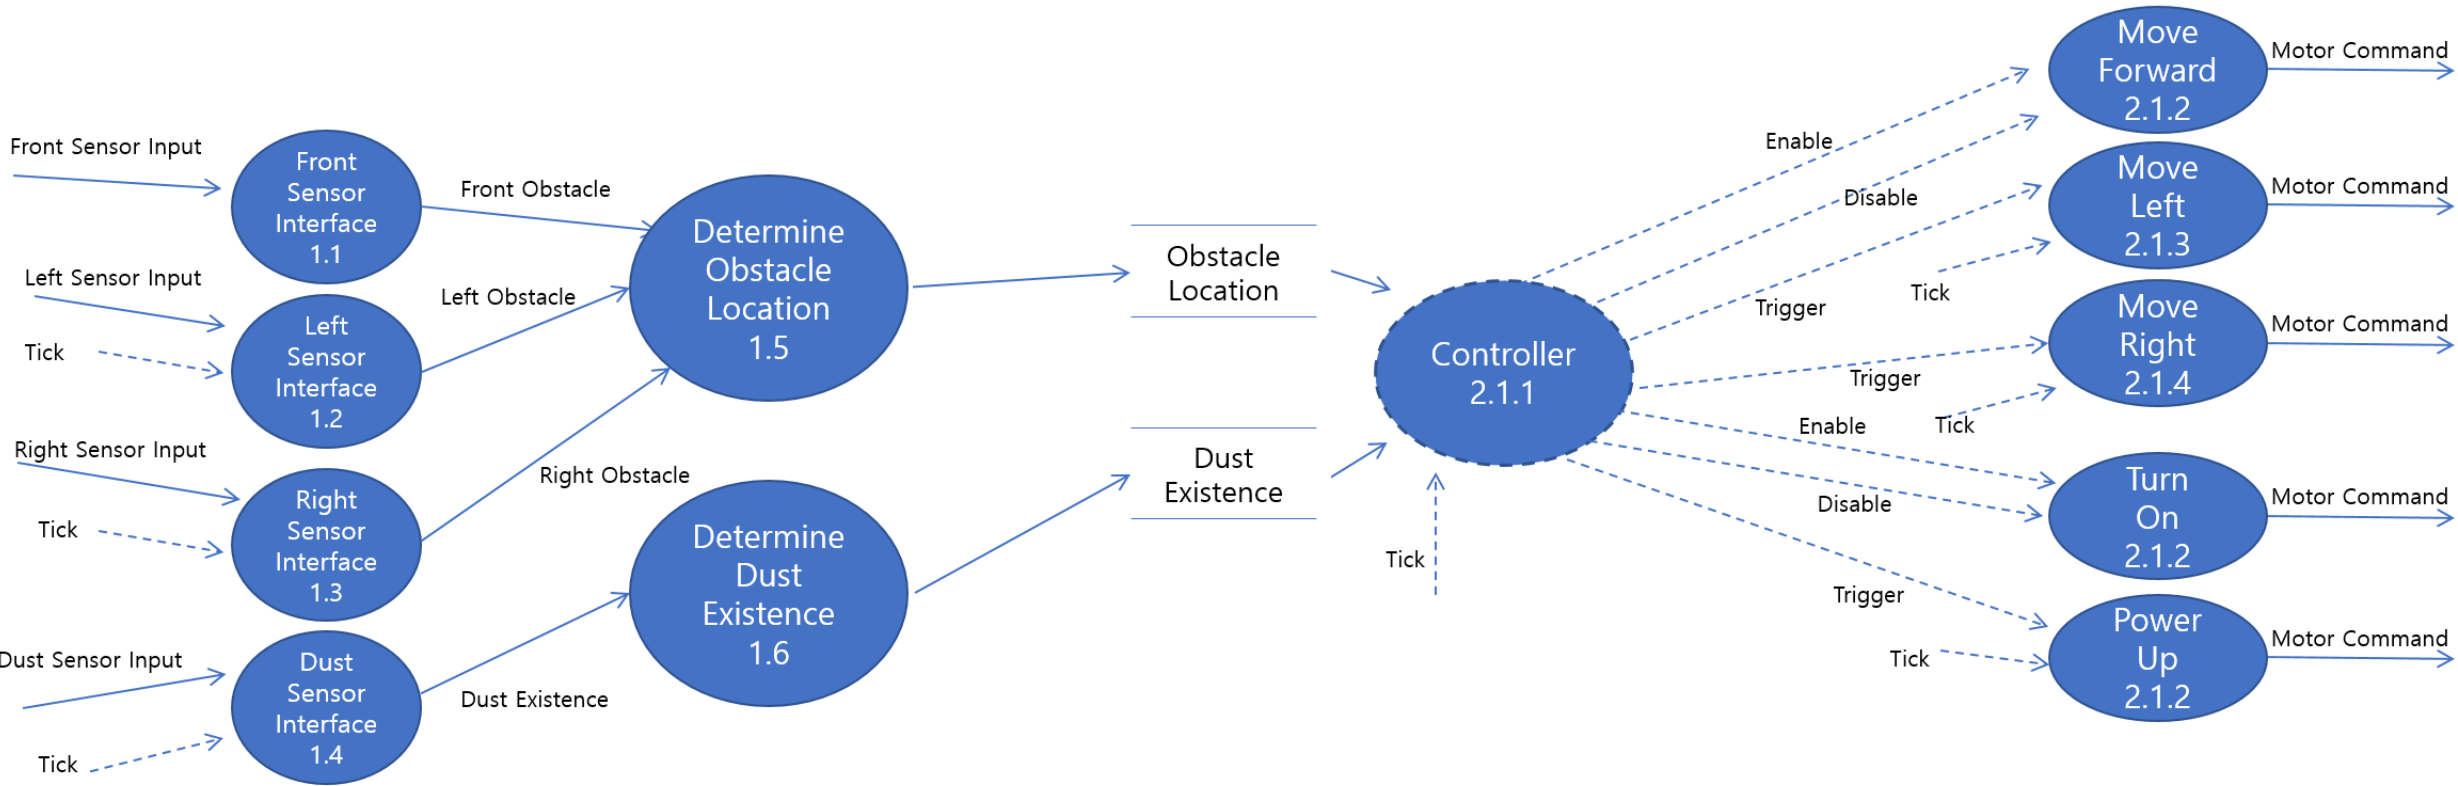 Front Sensor Input
Front
Sensor
Interface
1.1
Left Sensor Input
Tick
Left
Sensor
Interface
1.2
Right Sensor Input
Tick
Right
Sensor
Interface
1.3
Dust Sensor Input
Tick
Dust
Sensor
Interface
1.4
Front Obstacle
Left Obstacle
Right Obstacle
Dust Existence
Determine
Obstacle
Location
1.5
Determine
Dust
Existence
1.6
Obstacle
Location
Dust
Existence
Controller
2.1.1
Tick
Enable
Disable
Trigger
Tick
Trigger
Tick
Enable
Disable
Trigger
Tick
Move
Forward
2.1.2
Motor Command
Move
Left
2.1.3
Motor Command
Move
Right
2.1.4
Motor Command
Turn
On
2.1.2
Motor Command
Power
Up
2.1.2
Motor Command